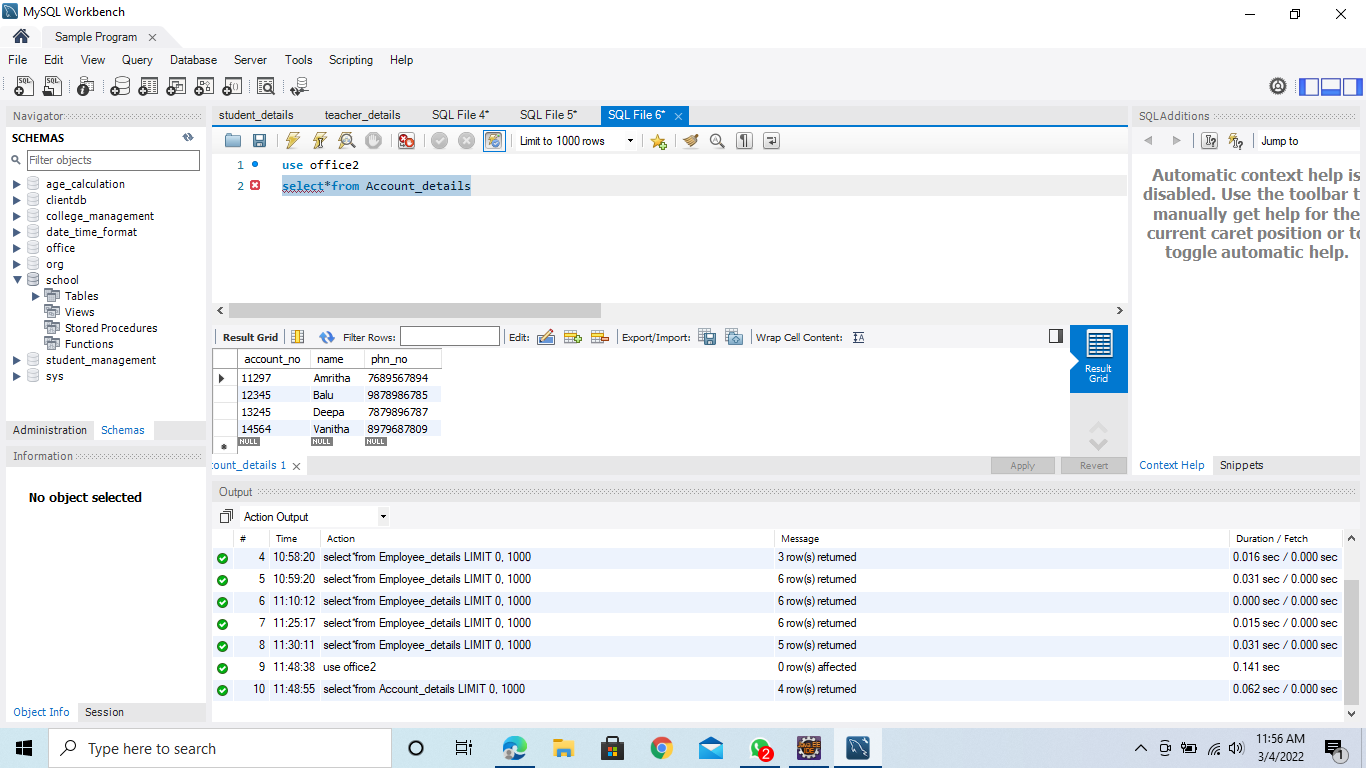 MySQL Workbench
Sample Program
File Edit View Query Database Server Tools Scripting Help
Navigator
SCHEMAS
Filter objects
age_calculation
clientdb
college_management
date_time_format
office
org
school
Tables
Views
Stored Procedures
Functions
student_management
sys
Administration Schemas
Information
No object selected
Object Info Session
student_details teacher_details SQL File 4* SQL File 5* SQL File 6*
Limit to 1000 rows
1 use office2
2 select*from Account_details
Result Grid Filter Rows: Edit: Export/Import: Wrap Cell Content:
account_no name phn_no
11297 Amritha 7689567894
12345 Balu 9878986785
13245 Deepa 7879896787
14564 Vanitha 8979687809
NULL NULL NULL
Result
Grid
count_details 1 Apply Revert
Output
Action Output
# Time Action Message Duration / Fetch
4 10:58:20 select*from Employee_details LIMIT 0, 1000 3 row(s) returned 0.016 sec / 0.000 sec
5 10:59:20 select*from Employee_details LIMIT 0, 1000 6 row(s) returned 0.031 sec / 0.000 sec
6 11:10:12 select*from Employee_details LIMIT 0, 1000 6 row(s) returned 0.000 sec / 0.000 sec
7 11:25:17 select*from Employee_details LIMIT 0, 1000 6 row(s) returned 0.015 sec / 0.000 sec
8 11:30:11 select*from Employee_details LIMIT 0, 1000 5 row(s) returned 0.031 sec / 0.000 sec
9 11:48:38 use office2 0 row(s) affected 0.141 sec
10 11:48:55 select*from Account_details LIMIT 0, 1000 4 row(s) returned 0.062 sec / 0.000 sec
SQLAdditions
Jump to
Automatic context help is
disabled. Use the toolbar t
manually get help for the
current caret position or to
toggle automatic help.
Context Help Snippets
Type here to search
2
11:56 AM
3/4/2022
1